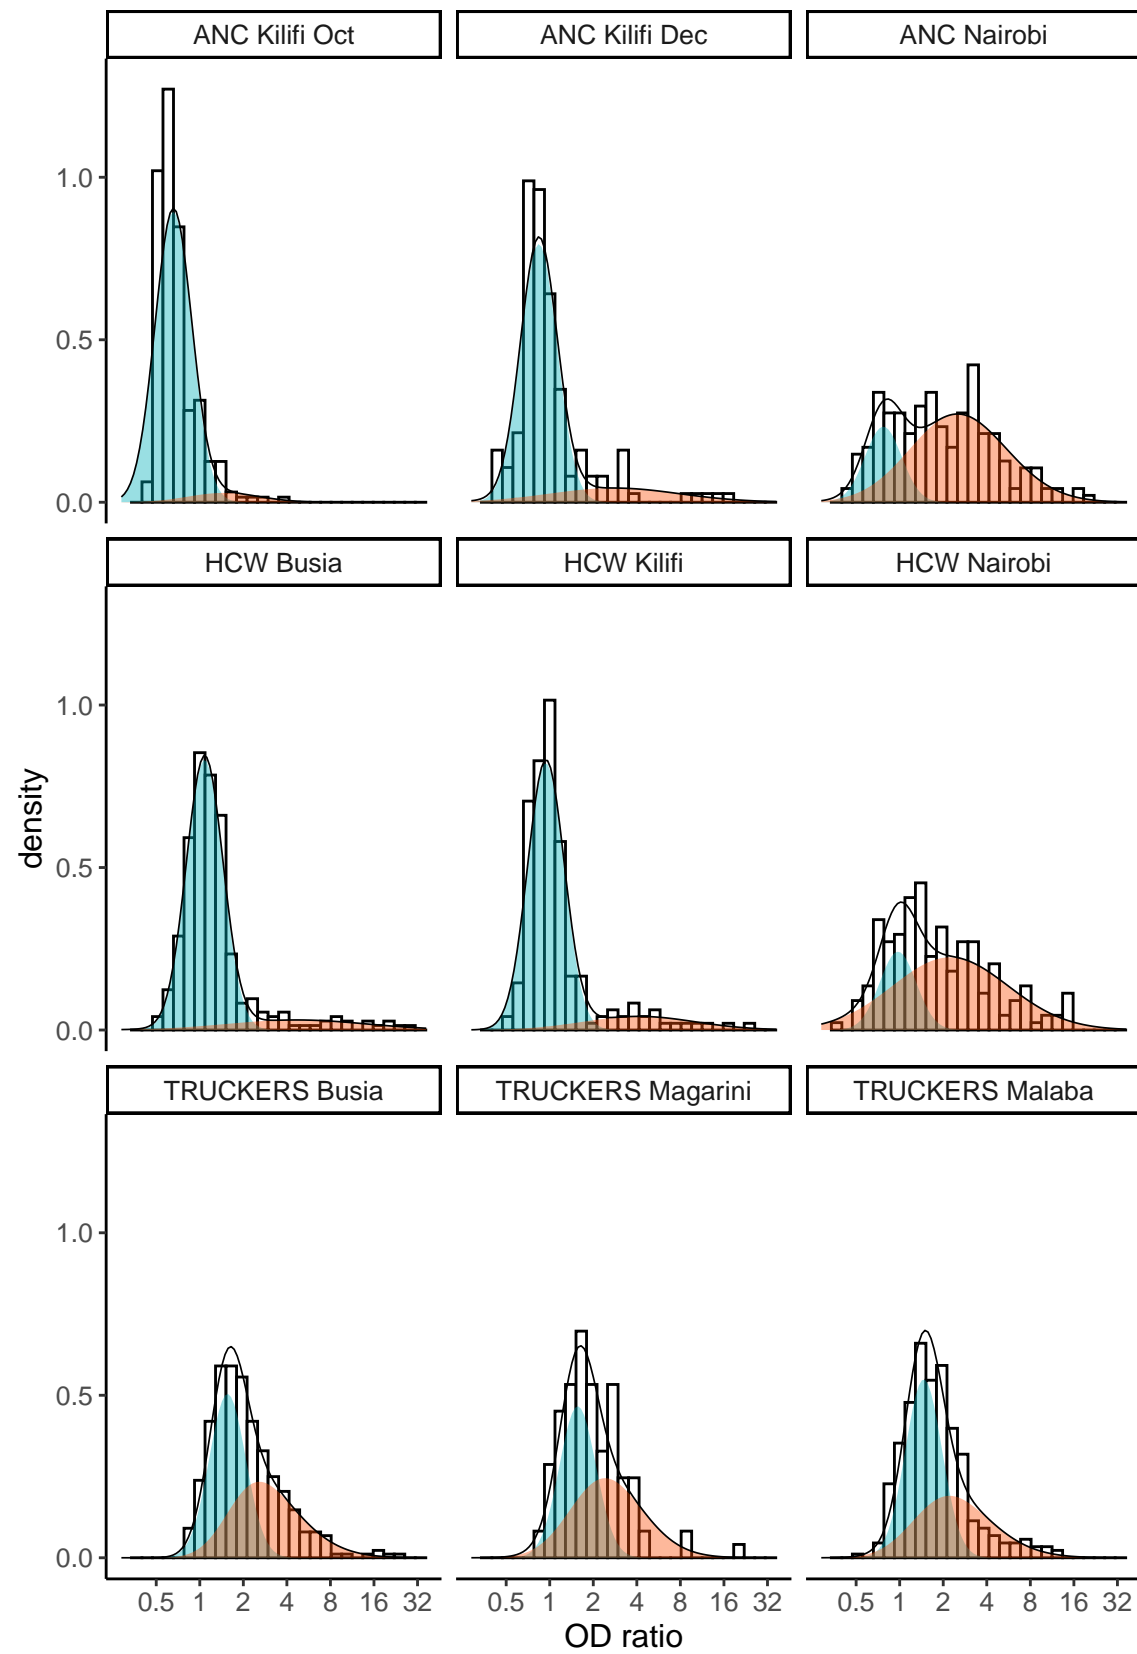 ANC Kilifi Oct
ANC Kilifi Dec
ANC Nairobi
1.0
0.5
0.0
HCW Busia
HCW Kilifi
HCW Nairobi
1.0
0.5
0.0
density
TRUCKERS Busia
TRUCKERS Magarini
TRUCKERS Malaba
1.0
0.5
0.0
0.5 1 2 4 8 16 32
0.5 1 2 4 8 16 32
0.5 1 2 4 8 16 32
OD ratio